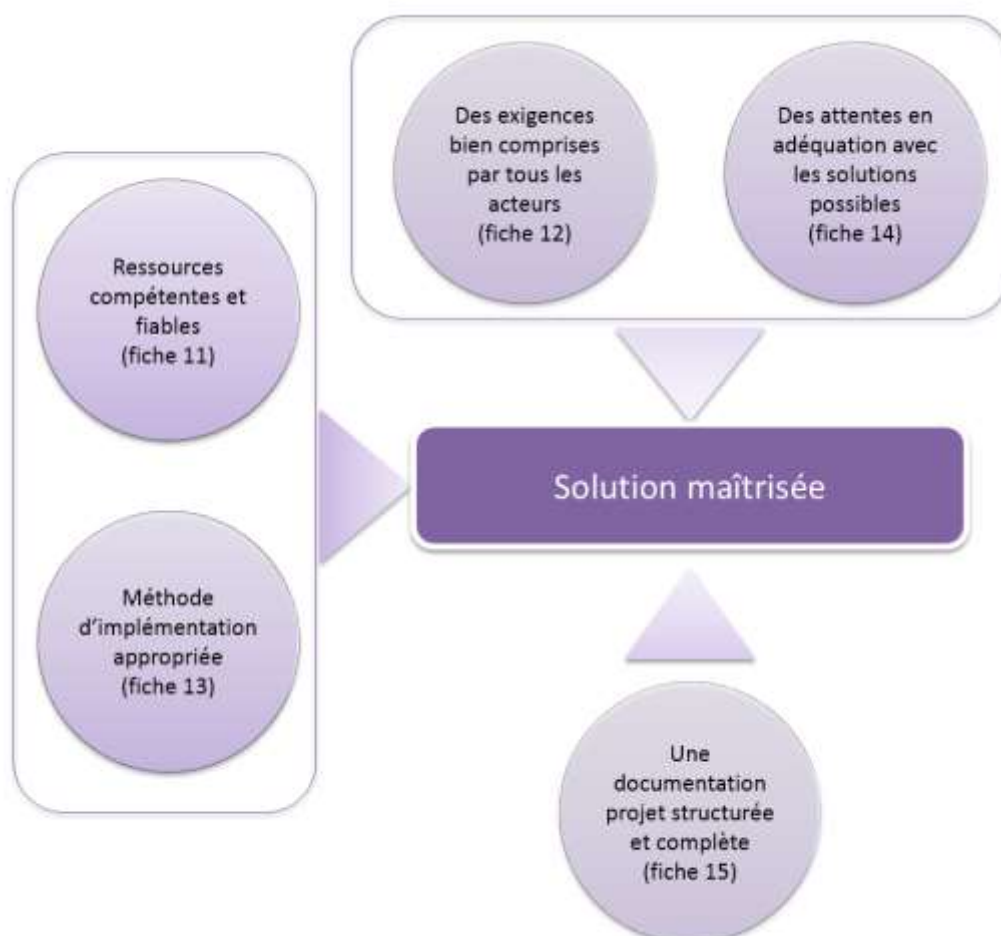 Des exigences
bien comprises
par tous les
acteurs
(fiche 12)
Des attentes en
adéquation avec
les solutions
possibles
(fiche 14)
Ressources
compétentes et
fiables
(fiche 11)
Méthode
d'implémentation
appropriée
(fiche 13)
Solution maîtrisée
Une
documentation
projet structurée
et complète
(fiche 15)